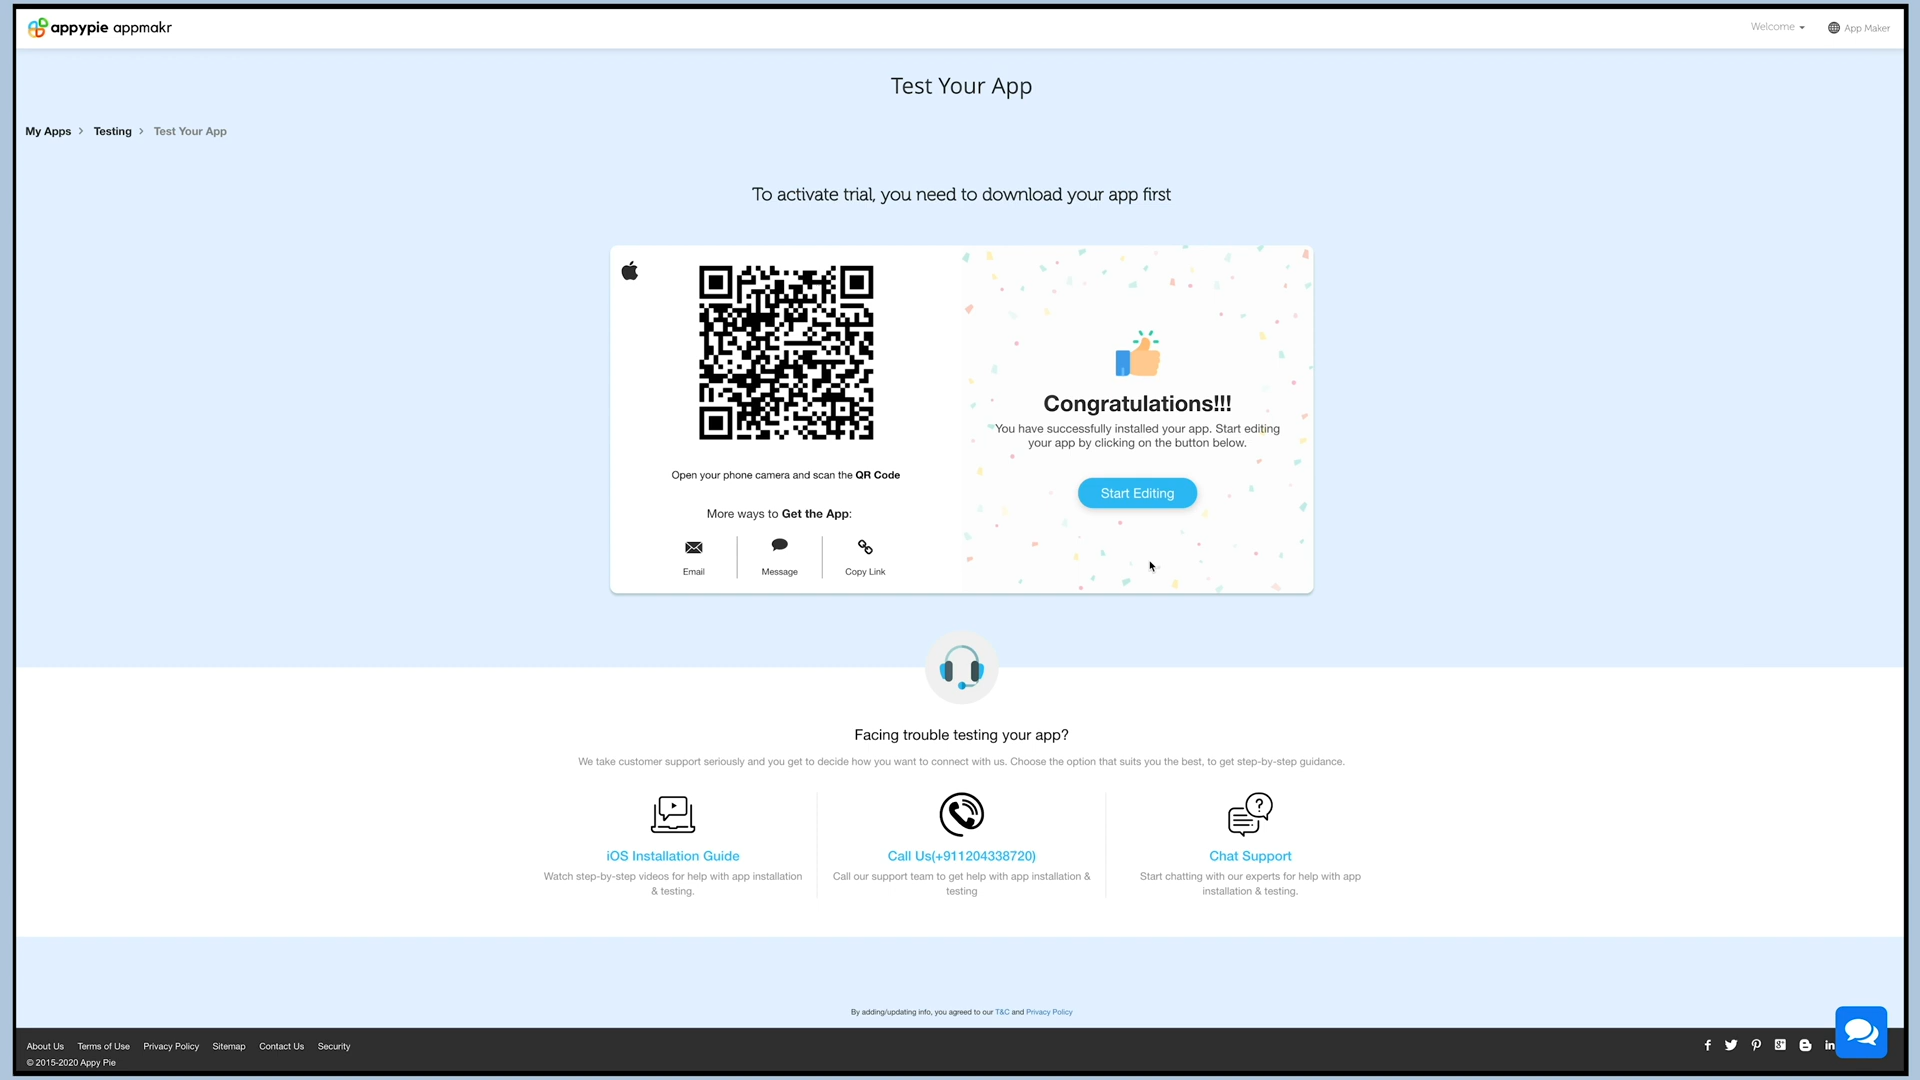 appypie appmakr
Welcome
App Maker
Test Your App
My Apps > Testing > Test Your App
To activate trial, you need to download your app first
Open your phone camera and scan the QR Code
More ways to Get the App:
Email
Message
Copy Link
Congratulations!!!
You have successfully installed your app. Start editing
your app by clicking on the button below.
Start Editing
Facing trouble testing your app?
We take customer support seriously and you get to decide how you want to connect with us. Choose the option that suits you the best, to get step-by-step guidance.
iOS Installation Guide
Watch step-by-step videos for help with app installation
& testing.
Call Us(+911204338720)
Call our support team to get help with app installation &
testing
Chat Support
Start chatting with our experts for help with app
installation & testing.
By adding/updating info, you agreed to our T&C and Privacy Policy
About Us Terms of Use Privacy Policy Sitemap Contact Us Security
© 2015-2020 Appy Pie